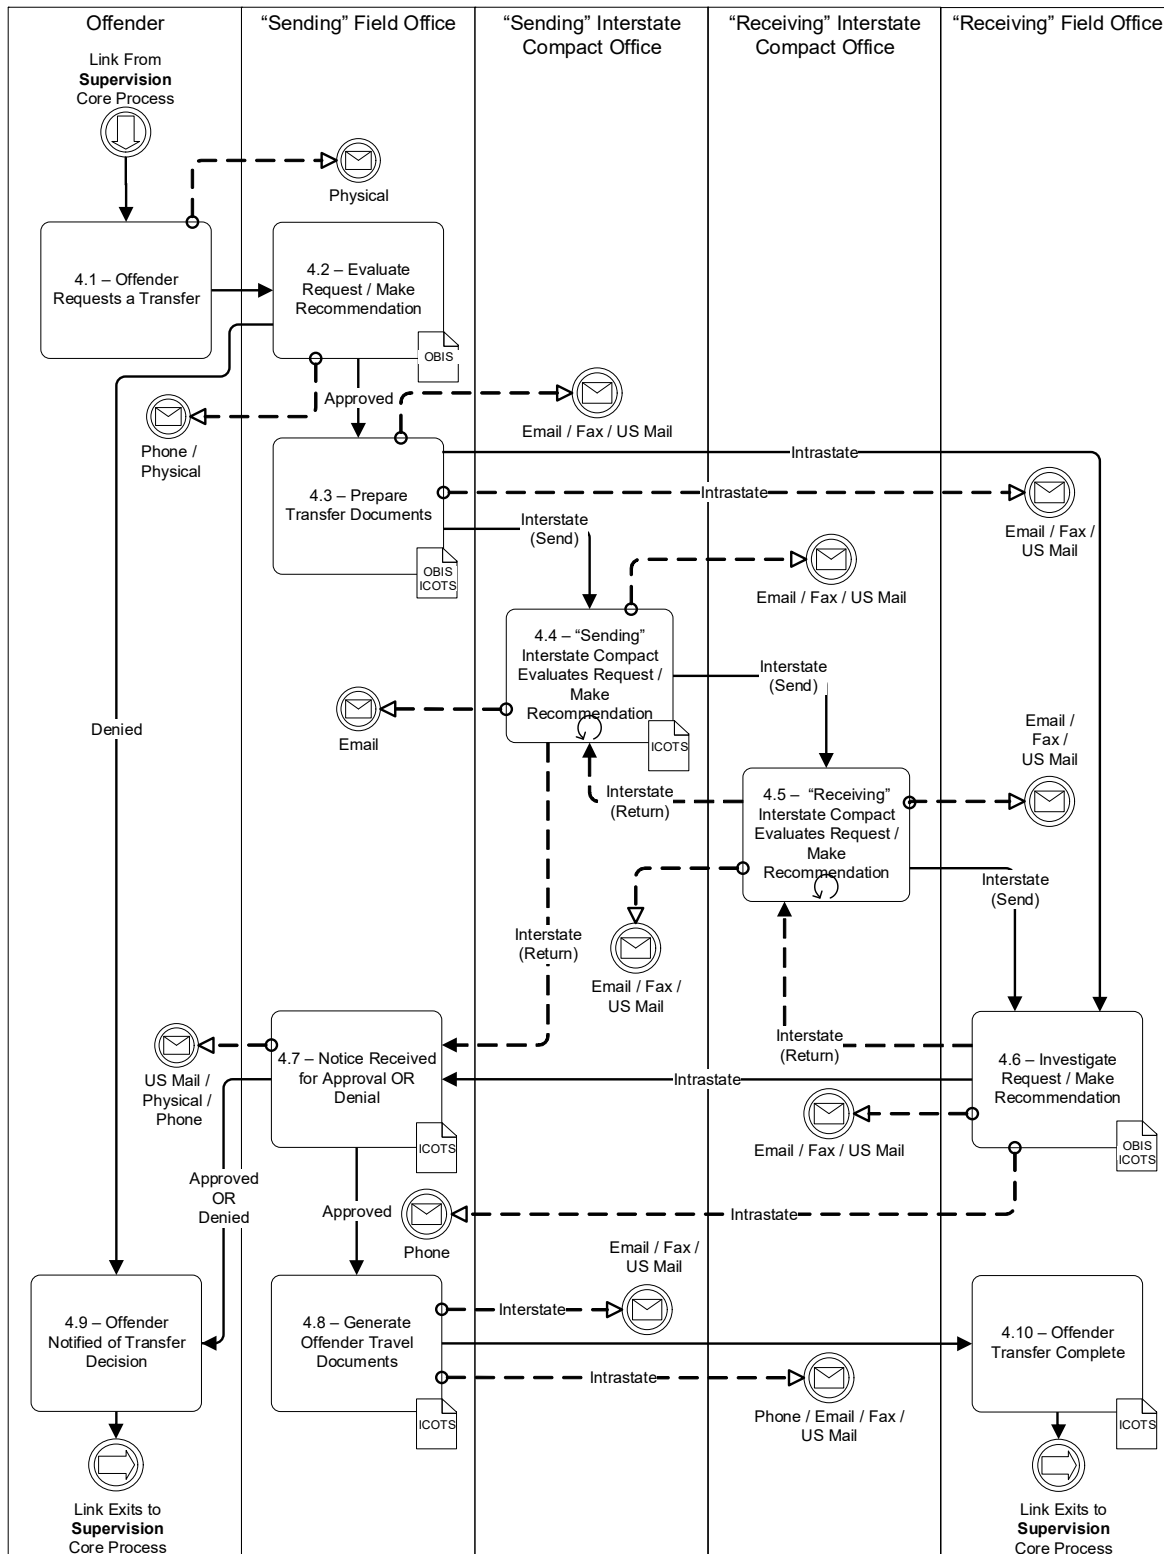 Offender
“Sending” Field Office
“Sending” Interstate
Compact Office
“Receiving” Interstate
Compact Office
“Receiving” Field Office
Link From
Supervision
Core Process
Physical
4.1 – Offender
Requests a Transfer
4.2 – Evaluate
Request / Make
Recommendation
OBIS
Approved
Phone /
Physical
Email / Fax / US Mail
Intrastate
4.3 – Prepare
Transfer Documents
OBIS
ICOTS
Intrastate
Email / Fax /
US Mail
Interstate
(Send)
Email / Fax / US Mail
4.4 – “Sending”
Interstate Compact
Evaluates Request /
Make
Recommendation
ICOTS
Interstate
(Send)
Email
Denied
Email /
Fax /
US Mail
Interstate
(Return)
4.5 – “Receiving”
Interstate Compact
Evaluates Request /
Make
Recommendation
Interstate
(Send)
Interstate
(Return)
Email / Fax /
US Mail
Interstate
(Return)
4.6 – Investigate
Request / Make
Recommendation
OBIS
ICOTS
4.7 – Notice Received
for Approval OR
Denial
ICOTS
US Mail /
Physical /
Phone
Intrastate
Email / Fax / US Mail
Approved
OR
Denied
Approved
Phone
Intrastate
Email / Fax /
US Mail
4.9 – Offender
Notified of Transfer
Decision
4.8 – Generate
Offender Travel
Documents
ICOTS
Interstate
Intrastate
Phone / Email / Fax /
US Mail
4.10 – Offender
Transfer Complete
ICOTS
Link Exits to
Supervision
Core Process
Link Exits to
Supervision
Core Process